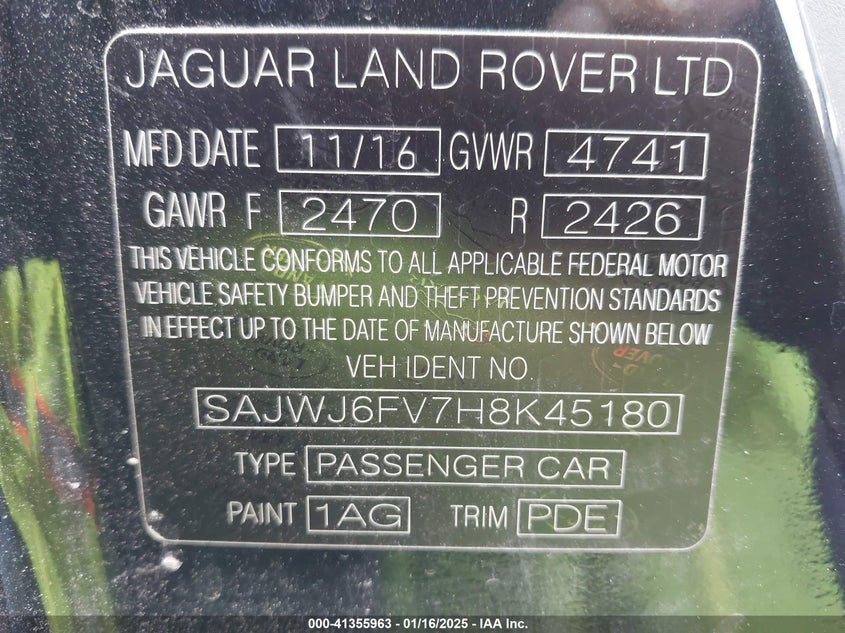 JAGUAR LAND ROVER LTD
MFD DATE 11/16 GVWR 4741
GAWR F 2470 R 2426
THIS VEHICLE CONFORMS TO ALL APPLICABLE FEDERAL MOTOR
VEHICLE SAFETY BUMPER AND THEFT PREVENTION STANDARDS
IN EFFECT UP TO THE DATE OF MANUFACTURE SHOWN BELOW
VEH IDENT NO.
SAJWJ6FV7H8K45180
TYPE PASSENGER CAR
PAINT 1AG TRIM PDE
000-41355963 - 01/16/2025 - IAA Inc.